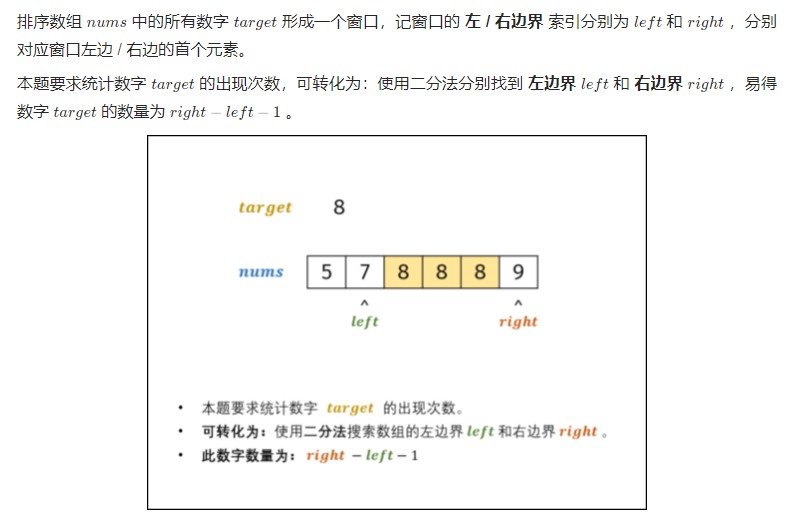 排序数组 nums 中的所有数字 target 形成一个窗口，记窗口的 左 / 右边界 索引分别为 left 和 right ，分别
对应窗口左边 / 右边的首个元素。
本题要求统计数字 target 的出现次数，可转化为：使用二分法分别找到 左边界 left 和 右边界 right ，易得
数字 target 的数量为 right − left − 1 。
target 8
nums 5 7 8 8 8 9
^ ^
left right
• 本题要求统计数字 target 的出现次数。
• 可转化为：使用二分法搜索数组的左边界 left 和右边界 right 。
• 此数字数量为： right − left − 1